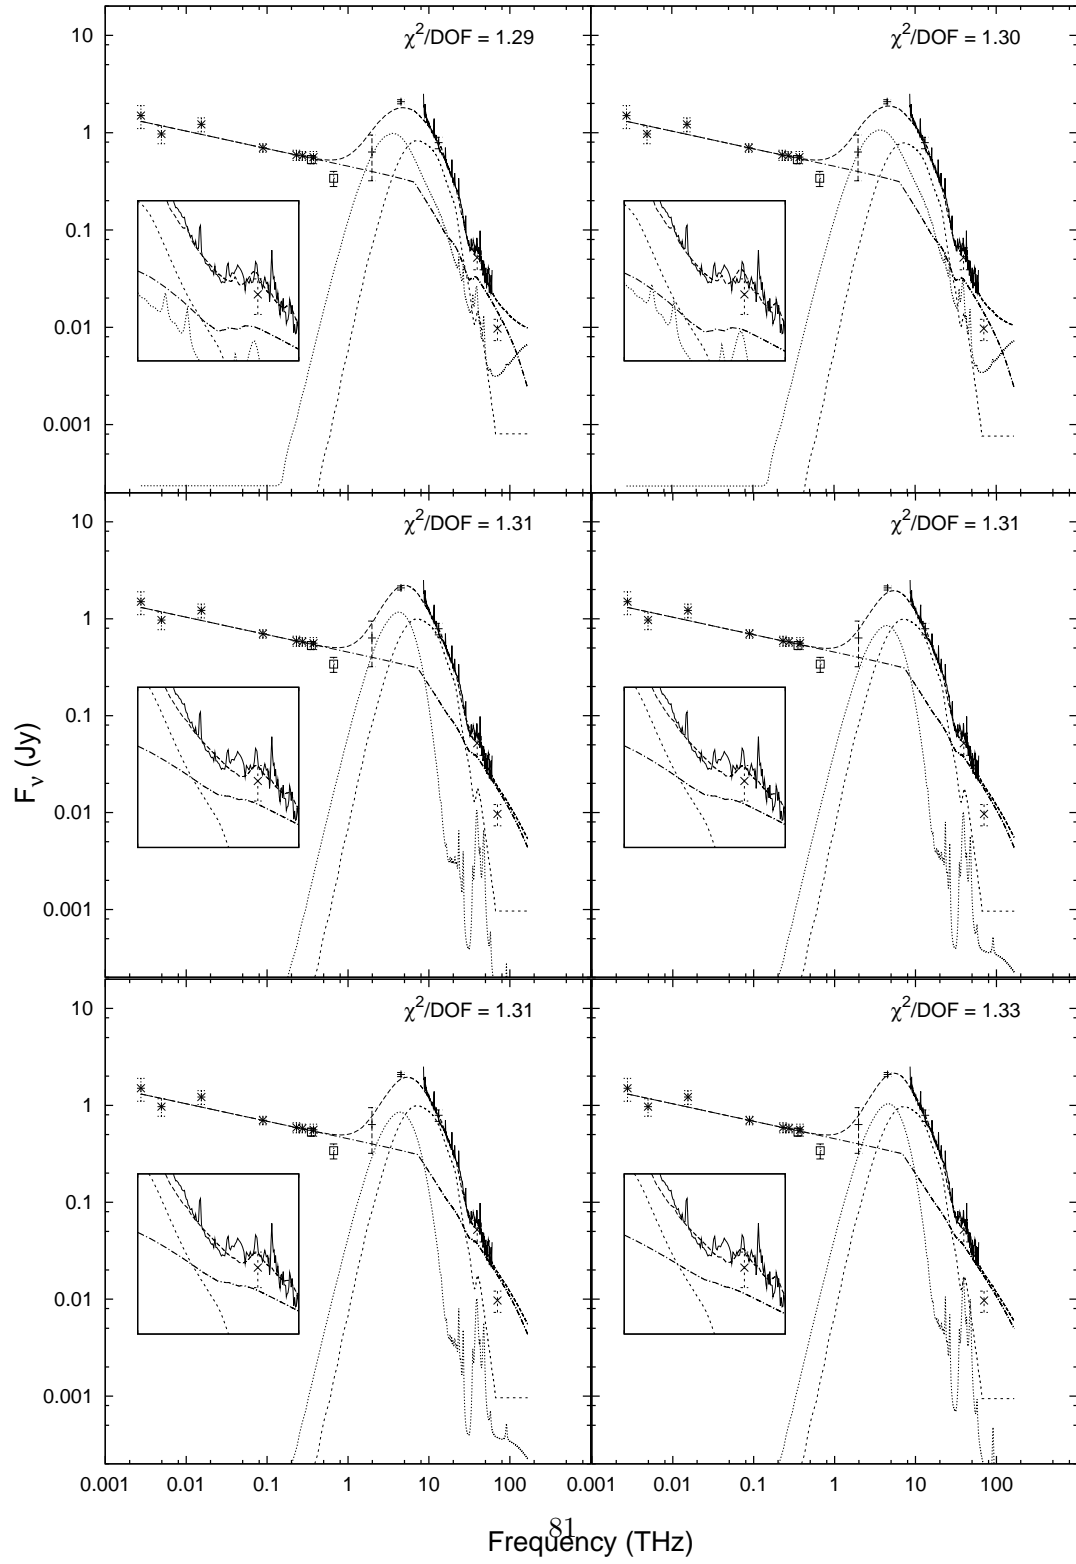 χ²/DOF = 1.29
χ²/DOF = 1.30
10
1
0.1
0.01
0.001
χ²/DOF = 1.31
χ²/DOF = 1.31
10
1
0.1
0.01
0.001
F_ν (Jy)
χ²/DOF = 1.31
χ²/DOF = 1.33
10
1
0.1
0.01
0.001
0.001 0.01 0.1 1 10 100 0.001 0.01 0.1 1 10 100
81
Frequency (THz)